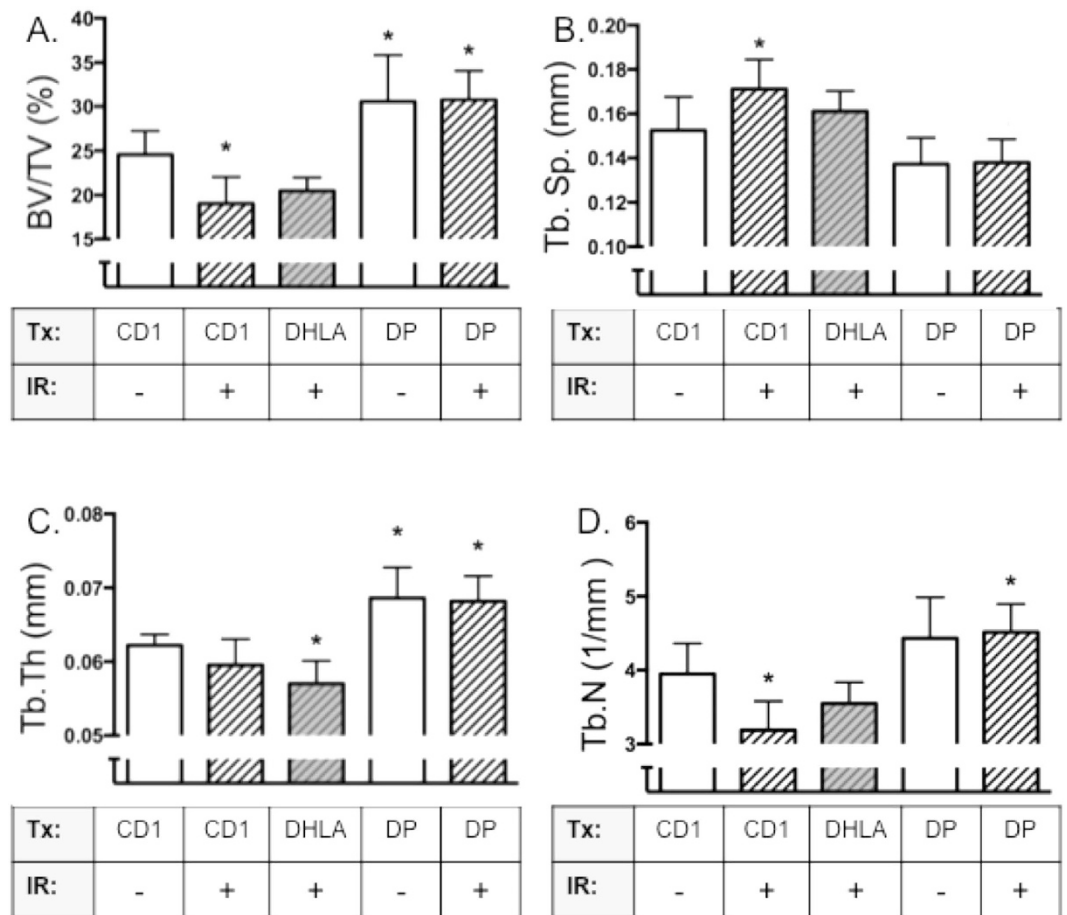 A.
BV/TV (%)
40
35
30
25
20
15
*
*
*
Tx: CD1 CD1 DHLA DP DP
IR: - + + - +
B.
Tb. Sp. (mm)
0.20
0.18
0.16
0.14
0.12
0.10
*
Tx: CD1 CD1 DHLA DP DP
IR: - + + - +
C.
Tb.Th (mm)
0.08
0.07
0.06
0.05
*
*
*
Tx: CD1 CD1 DHLA DP DP
IR: - + + - +
D.
Tb.N (1/mm )
6
5
4
3
*
*
Tx: CD1 CD1 DHLA DP DP
IR: - + + - +